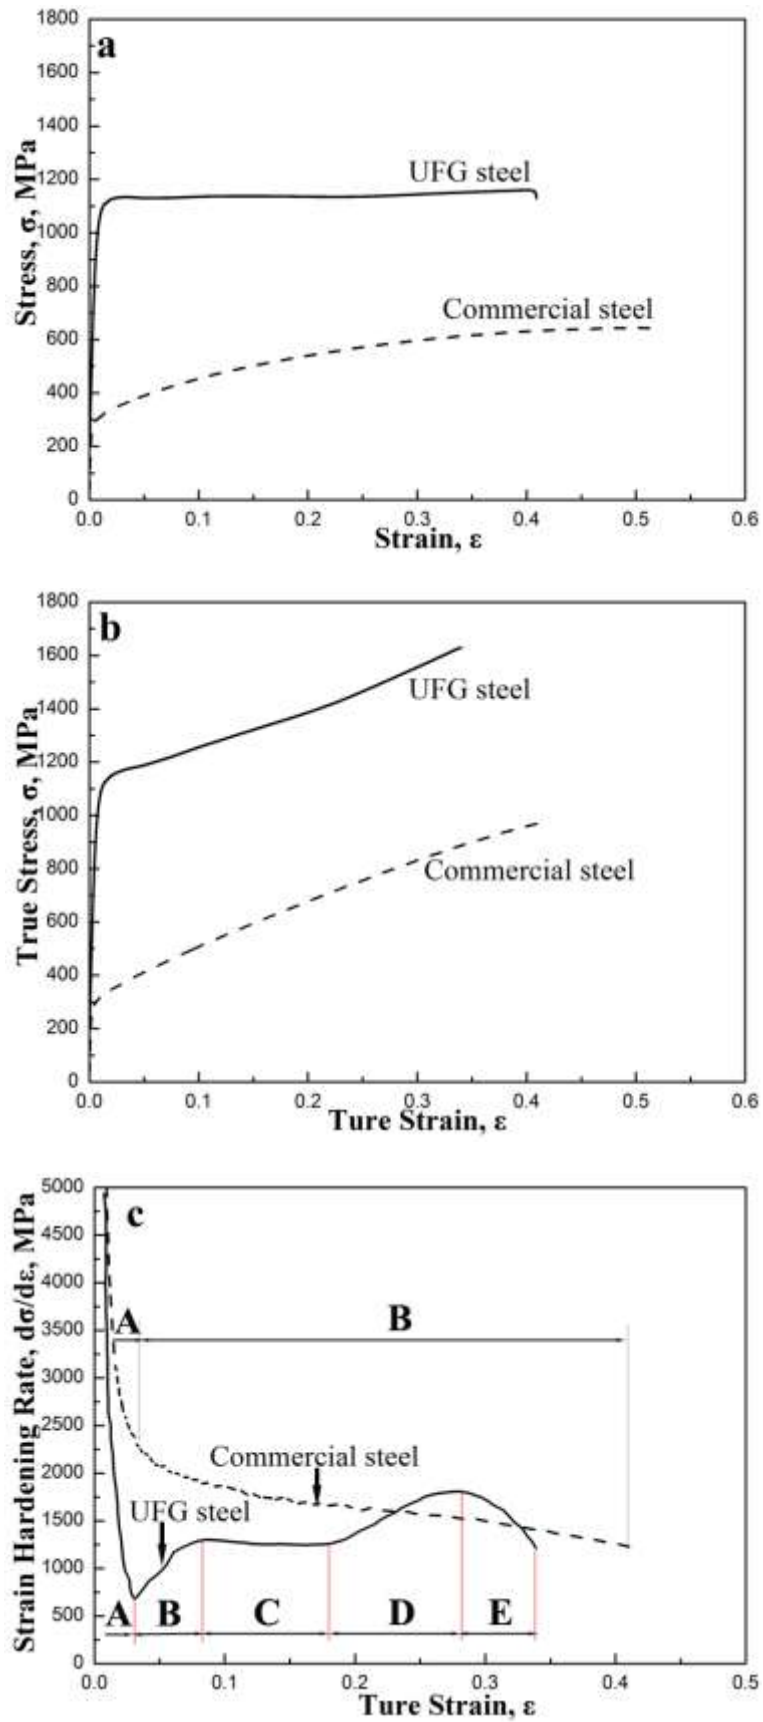 a
1800
1600
1400
1200
1000
800
600
400
200
0
Stress, σ, MPa
UFG steel
Commercial steel
0.0 0.1 0.2 0.3 0.4 0.5 0.6
Strain, ε
b
1800
1600
1400
1200
1000
800
600
400
200
0
True Stress, σ, MPa
UFG steel
Commercial steel
0.0 0.1 0.2 0.3 0.4 0.5 0.6
Ture Strain, ε
c
5000
4500
4000
3500
3000
2500
2000
1500
1000
500
0
Strain Hardening Rate, dσ/dε, MPa
A B
Commercial steel
UFG steel
A B C D E
0.0 0.1 0.2 0.3 0.4 0.5
Ture Strain, ε